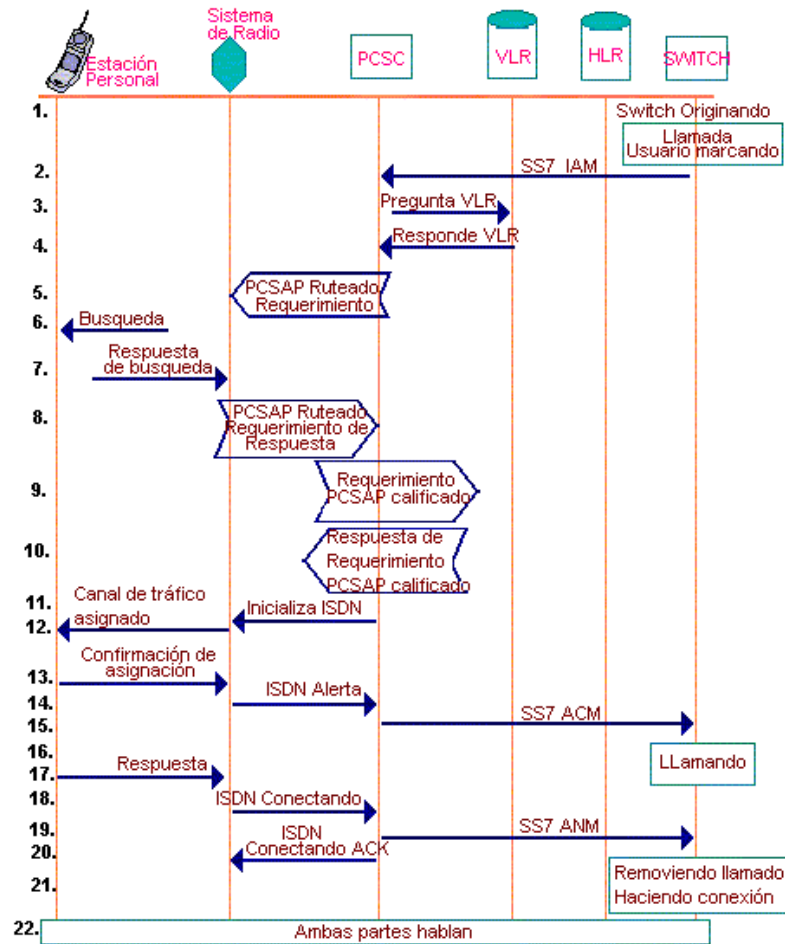 Sistema
de Radio
Estación
Personal
PCSC
VLR
HLR
SWITCH
1.
Switch Originando
Llamada
Usuario marcando
2.
SS7 IAM
3.
Pregunta VLR
4.
Responde VLR
5.
PCSAP Ruteado
Requerimiento
6.
Busqueda
7.
Respuesta
de busqueda
8.
PCSAP Ruteado
Requerimiento de
Respuesta
9.
Requerimiento
PCSAP calificado
10.
Respuesta de
Requerimiento
PCSAP calificado
11.
Inicializa ISDN
12.
Canal de tráfico
asignado
13.
Confirmación de
asignación
14.
ISDN Alerta
15.
SS7 ACM
16.
LLamando
17.
Respuesta
18.
ISDN Conectando
19.
SS7 ANM
20.
ISDN
Conectando ACK
21.
Removiendo llamado
Haciendo conexión
22.
Ambas partes hablan